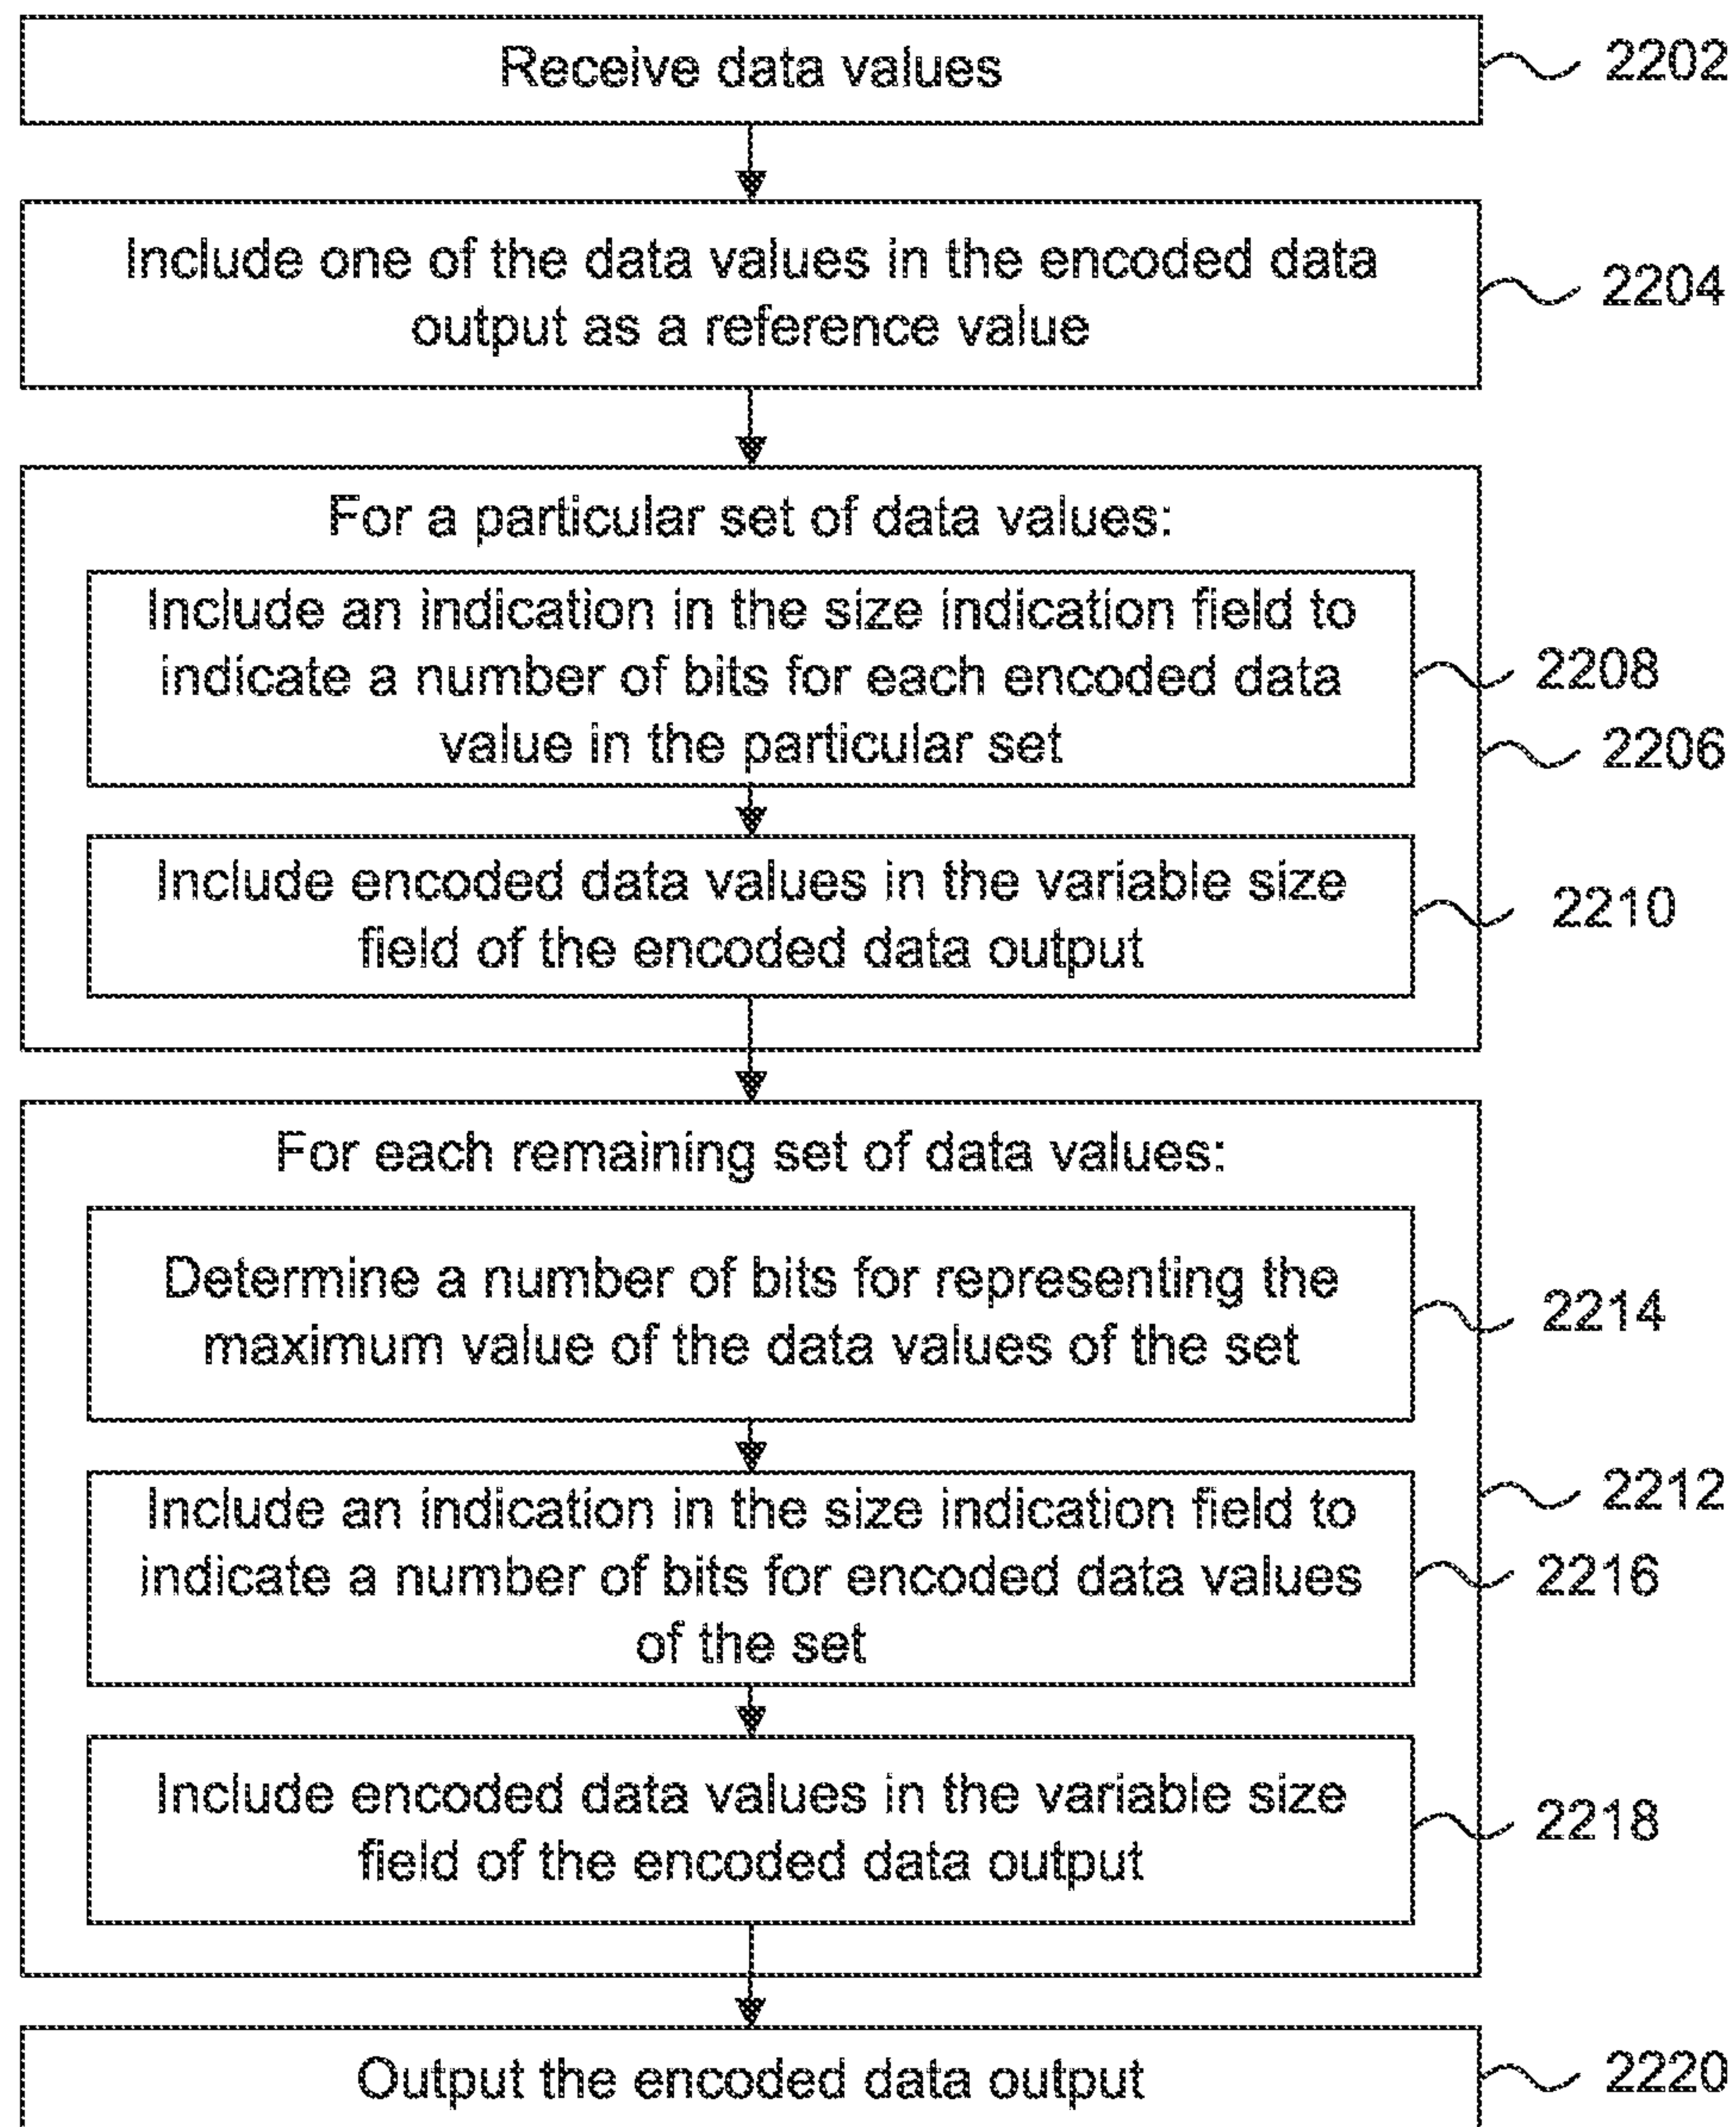 Receive data values
2202
Include one of the data values in the encoded data
output as a reference value
2204
For a particular set of data values:
Include an indication in the size indication field to
indicate a number of bits for each encoded data
value in the particular set
2208
2206
Include encoded data values in the variable size
field of the encoded data output
2210
For each remaining set of data values:
Determine a number of bits for representing the
maximum value of the data values of the set
2214
2212
Include an indication in the size indication field to
indicate a number of bits for encoded data values
of the set
2216
Include encoded data values in the variable size
field of the encoded data output
2218
Output the encoded data output
2220